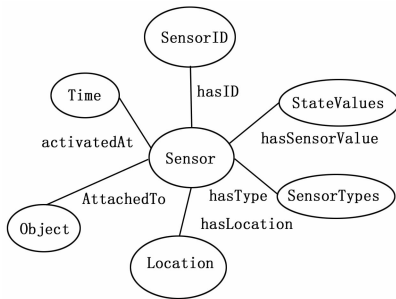 SensorID
hasID
Time
StateValues
activatedAt
hasSensorValue
Sensor
AttachedTo
hasType
SensorTypes
hasLocation
Object
Location